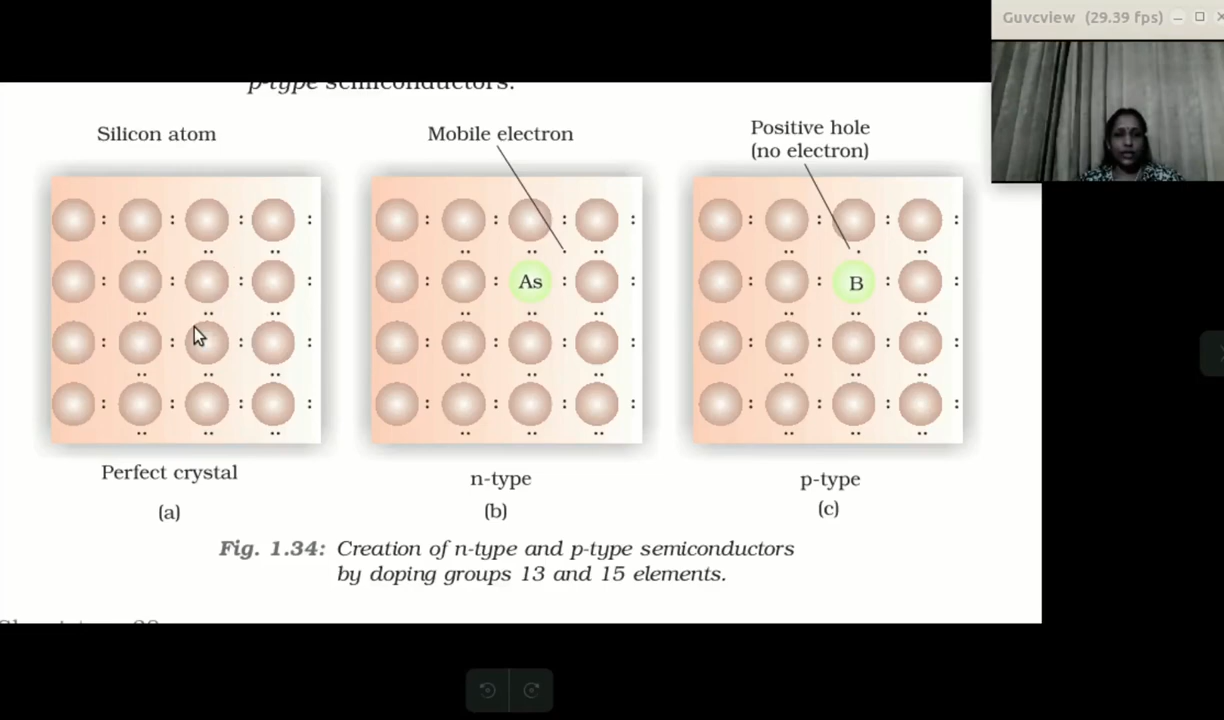 Guvcview (29.39 fps)
p-type semiconductors.
Silicon atom
Mobile electron
Positive hole
(no electron)
As
B
Perfect crystal
n-type
p-type
(a)
(b)
(c)
Fig. 1.34: Creation of n-type and p-type semiconductors
by doping groups 13 and 15 elements.